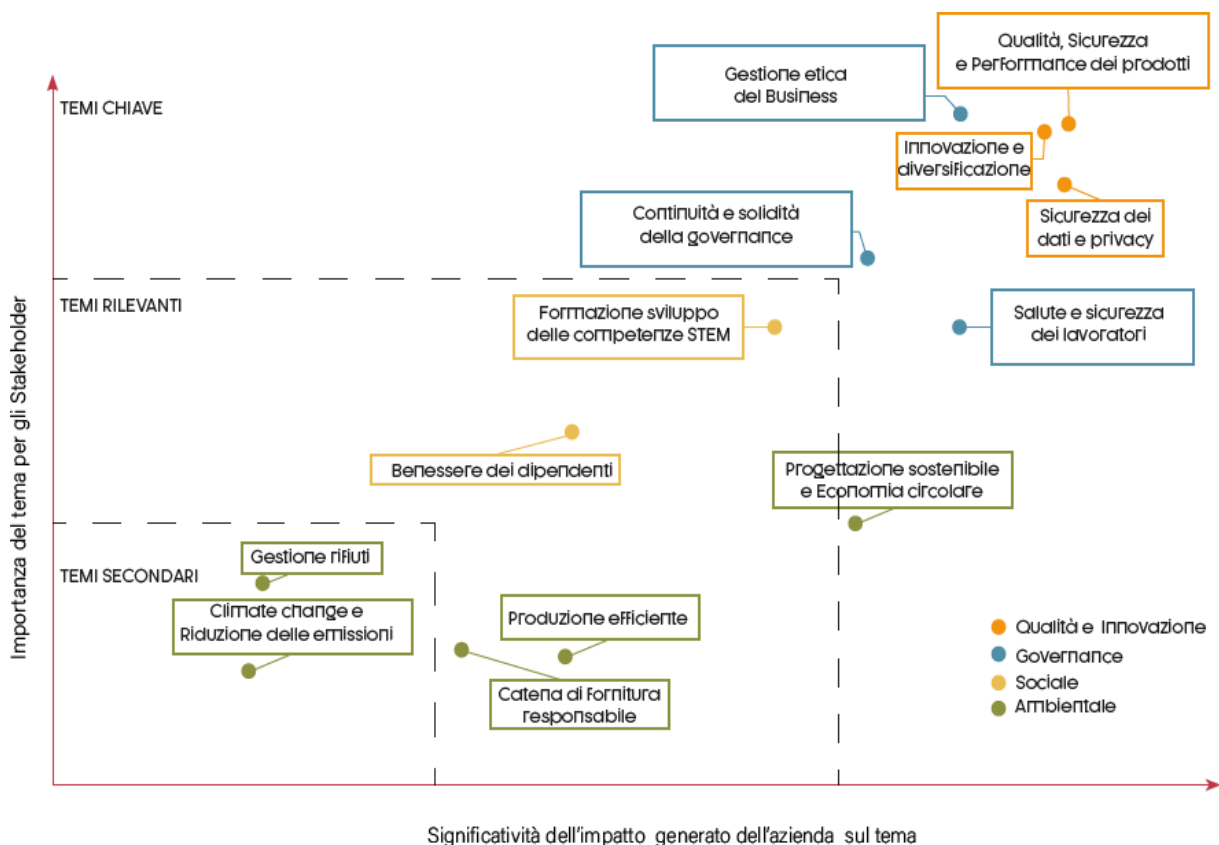 Qualità, Sicurezza
e Performance dei prodotti
Gestione etica
del Business
TEMI CHIAVE
Innovazione e
diversificazione
Continuità e solidità
della governance
Sicurezza dei
dati e privacy
TEMI RILEVANTI
Formazione sviluppo
delle competenze STEM
Salute e sicurezza
dei lavoratori
Benessere dei dipendenti
Progettazione sostenibile
e Economia circolare
Gestione rifiuti
TEMI SECONDARI
Climate change e
Riduzione delle emissioni
Produzione efficiente
Catena di fornitura
responsabile
Qualità e Innovazione
Governance
Sociale
Ambientale
Importanza del tema per gli Stakeholder
Significatività dell'impatto generato dell'azienda sul tema